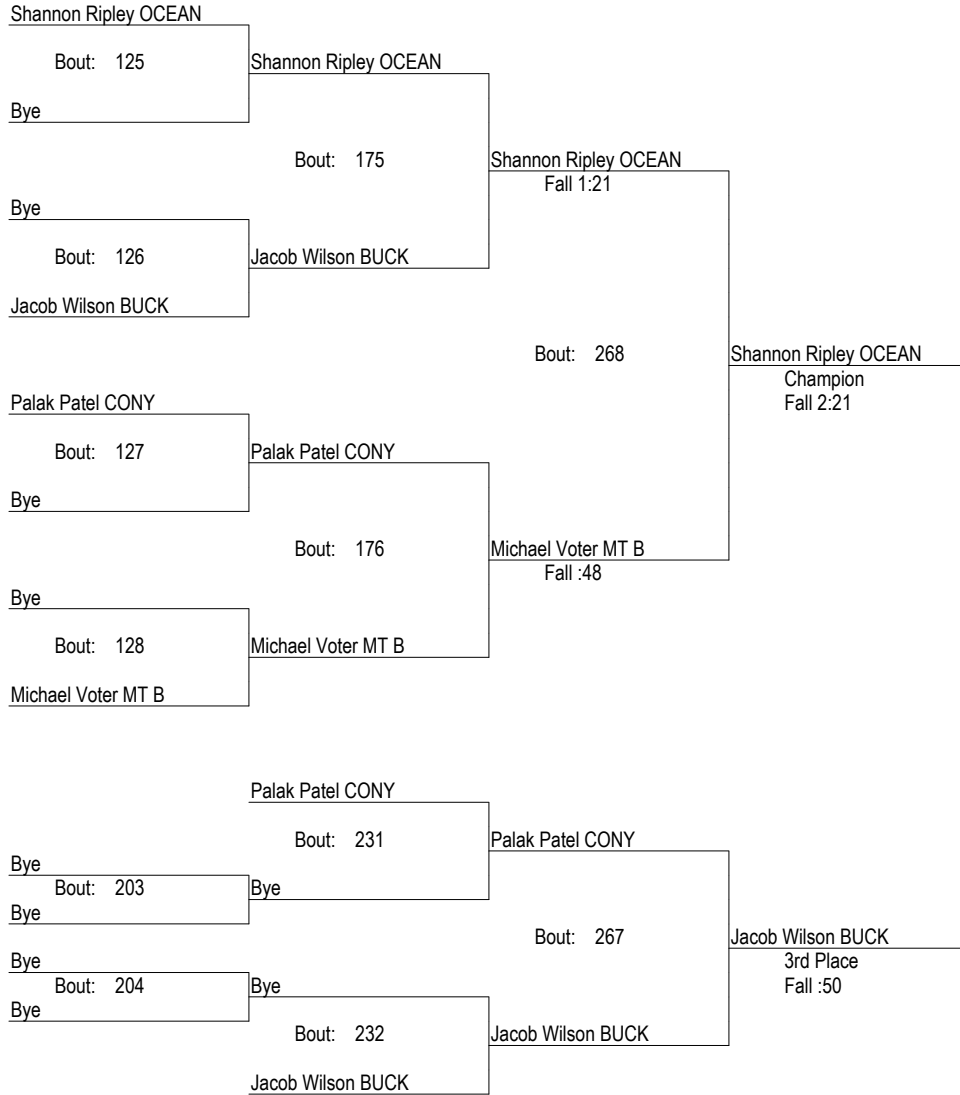 Shannon Ripley OCEAN
Bout: 125
Shannon Ripley OCEAN
Bye
Bout: 175
Shannon Ripley OCEAN
Fall 1:21
Bye
Bout: 126
Jacob Wilson BUCK
Jacob Wilson BUCK
Bout: 268
Shannon Ripley OCEAN
Champion
Fall 2:21
Palak Patel CONY
Bout: 127
Palak Patel CONY
Bye
Bout: 176
Michael Voter MT B
Fall :48
Bye
Bout: 128
Michael Voter MT B
Michael Voter MT B
Palak Patel CONY
Bout: 231
Palak Patel CONY
Bye
Bout: 203
Bye
Bye
Bout: 267
Jacob Wilson BUCK
3rd Place
Fall :50
Bye
Bout: 204
Bye
Bye
Bout: 232
Jacob Wilson BUCK
Jacob Wilson BUCK